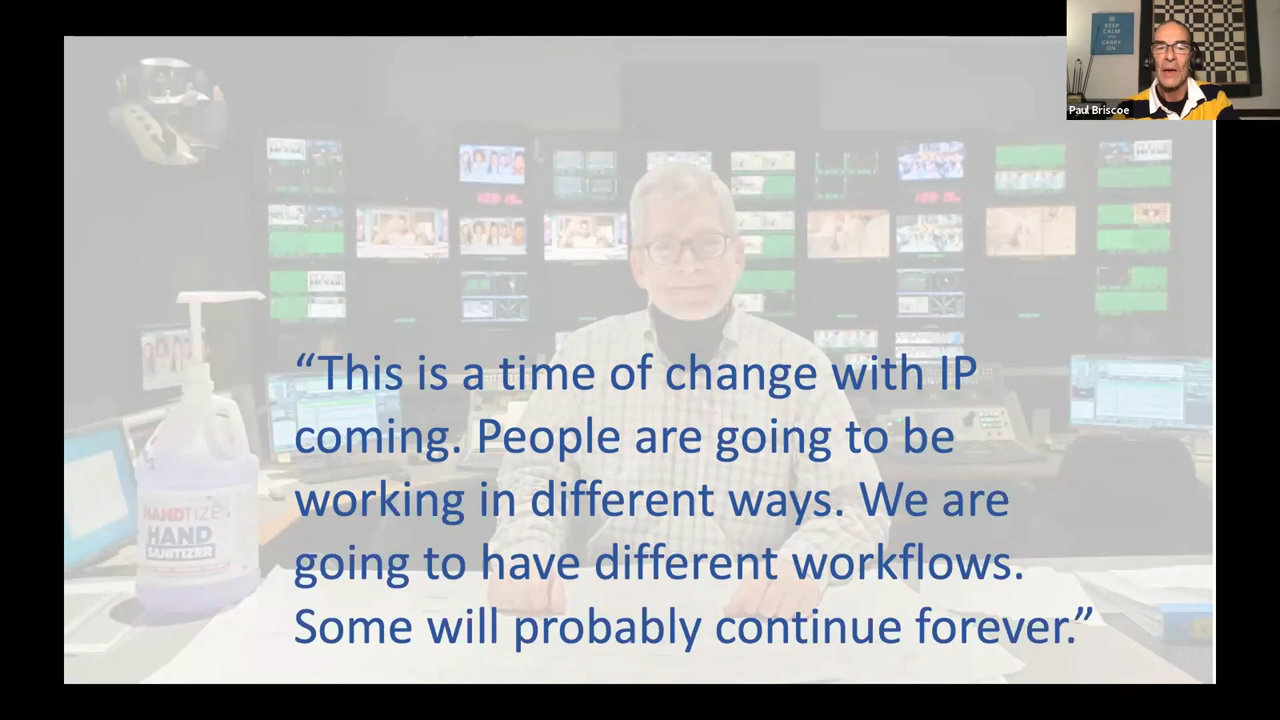 KEEP
CALM
AND
CARRY
ON
Paul Briscoe
“This is a time of change with IP
coming. People are going to be
working in different ways. We are
going to have different workflows.
Some will probably continue forever.”
HANDTIZE
HAND
SANITIZER